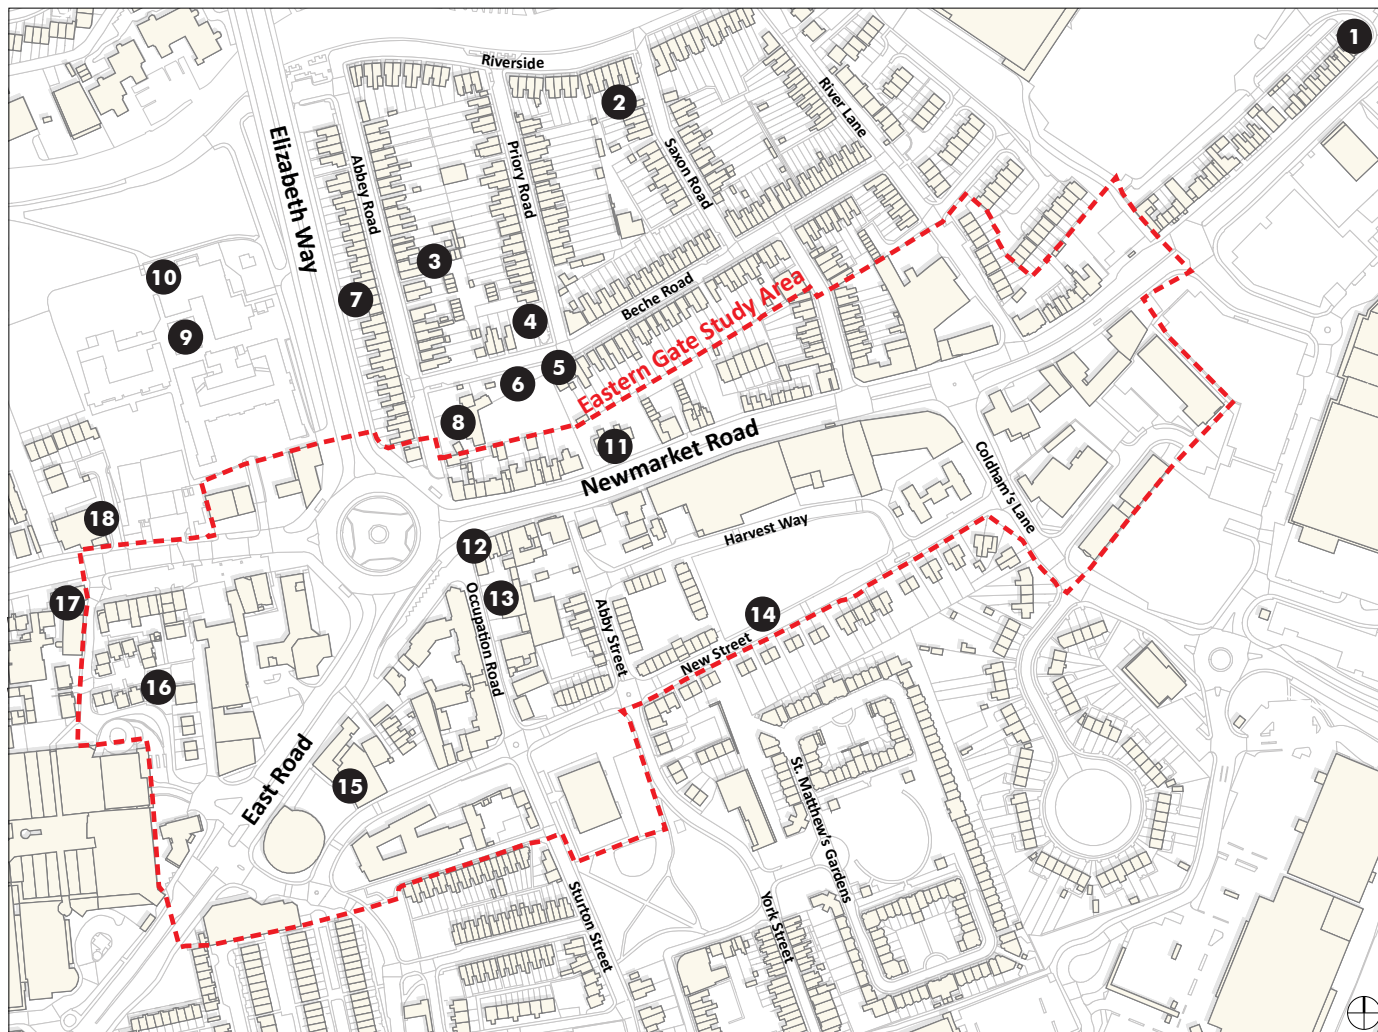 1
Riverside
2
River Lane
Elizabeth Way
Abbey Road
Priory Road
Saxon Road
3
10
7
Beche Road
9
4
5
6
Eastern Gate Study Area
8
11
Newmarket Road
Coldham's Lane
18
Harvest Way
12
17
13
Occupation Road
Abby Street
14
New Street
16
East Road
15
St. Matthew's Gardens
Sturton Street
York Street